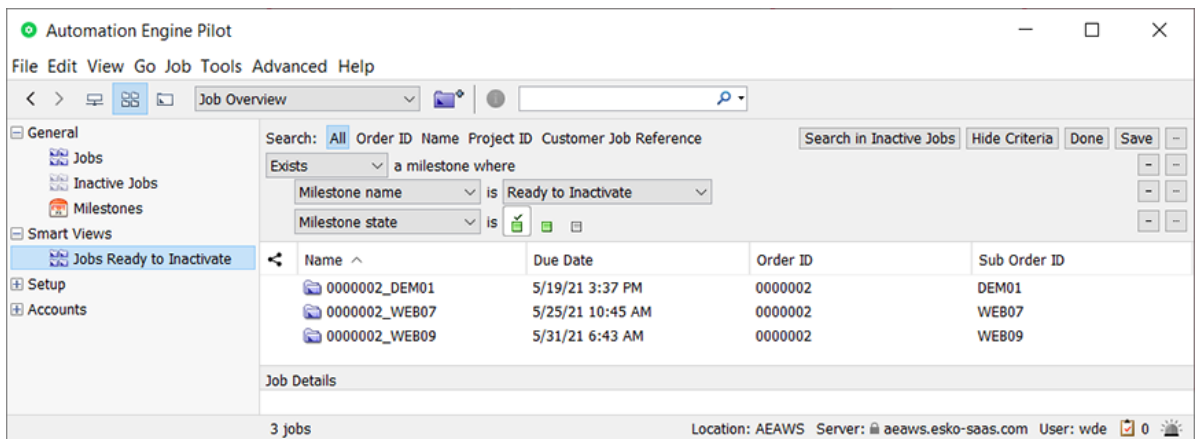 Automation Engine Pilot
File Edit View Go Job Tools Advanced Help
Job Overview
General
Jobs
Inactive Jobs
Milestones
Smart Views
Jobs Ready to Inactivate
Setup
Accounts
Search: All Order ID Name Project ID Customer Job Reference Search in Inactive Jobs Hide Criteria Done Save
Exists a milestone where
Milestone name is Ready to Inactivate
Milestone state is
Name Due Date Order ID Sub Order ID
0000002_DEM01 5/19/21 3:37 PM 0000002 DEM01
0000002_WEB07 5/25/21 10:45 AM 0000002 WEB07
0000002_WEB09 5/31/21 6:43 AM 0000002 WEB09
Job Details
3 jobs Location: AEAWS Server: aeaws.esko-saas.com User: wde 0